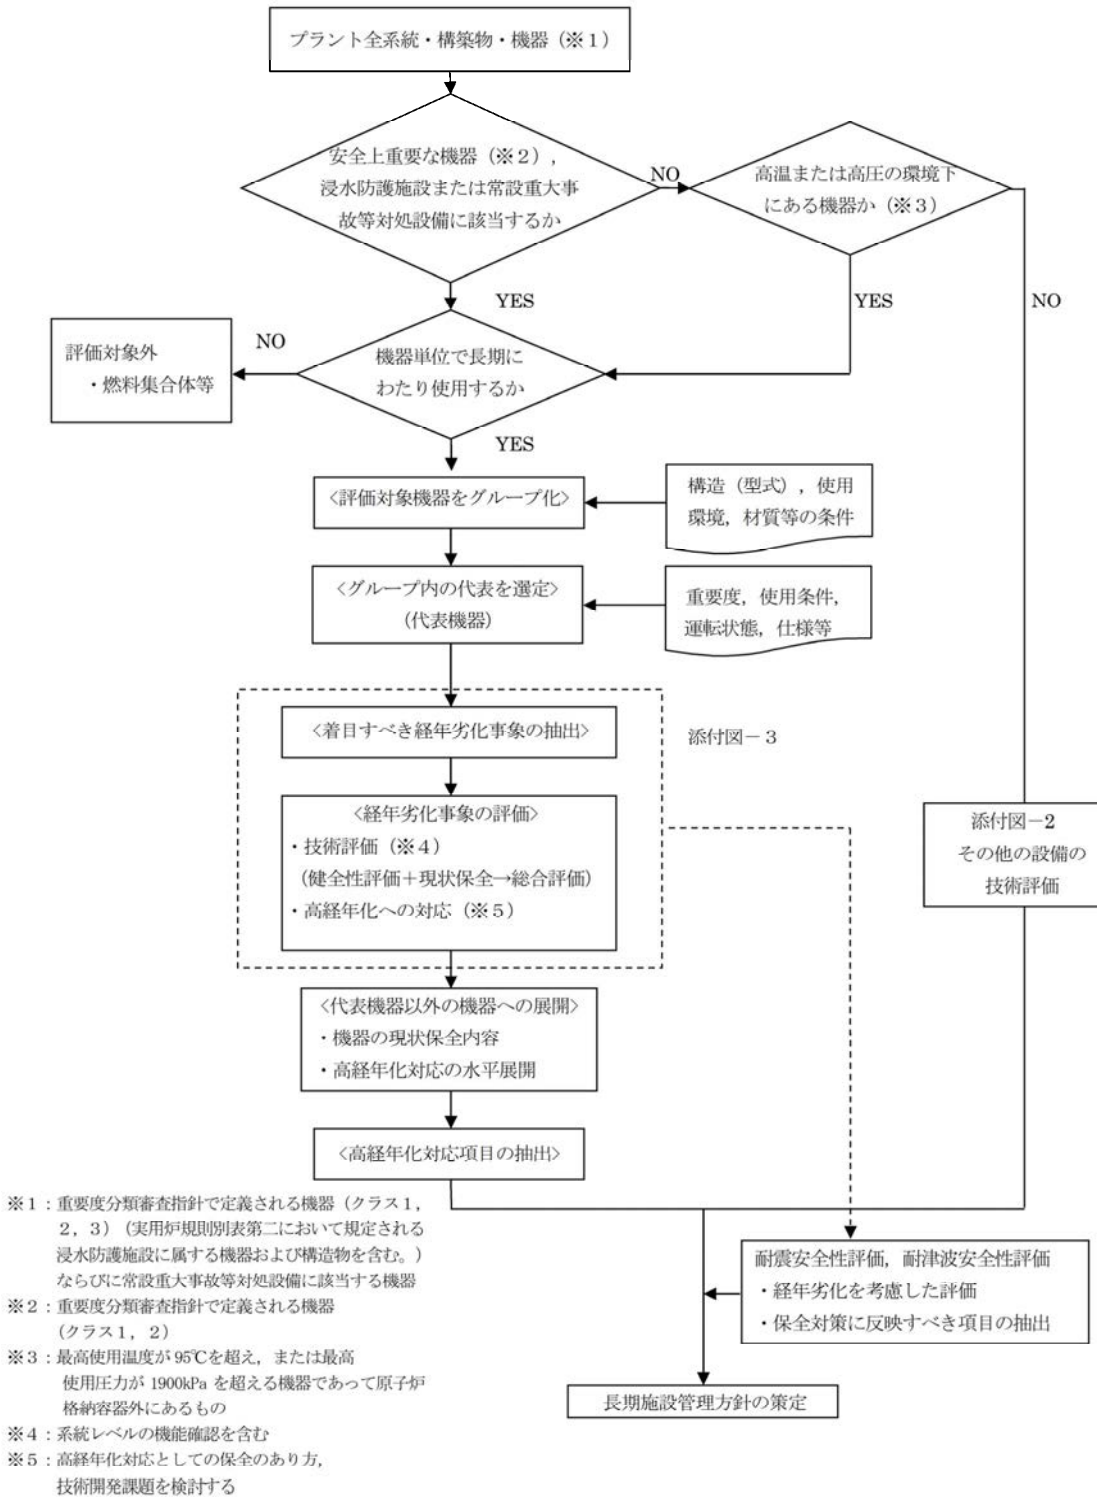 プラント全系統・構築物・機器（※１）
安全上重要な機器（※２），
浸水防護施設または常設重大事
故等対処設備に該当するか
NO
高温または高圧の環境下
にある機器か（※３）
YES
YES
NO
評価対象外
・燃料集合体等
NO
機器単位で長期に
わたり使用するか
YES
＜評価対象機器をグループ化＞
構造（型式），使用
環境，材質等の条件
＜グループ内の代表を選定＞
（代表機器）
重要度，使用条件，
運転状態，仕様等
＜着目すべき経年劣化事象の抽出＞
添付図－３
＜経年劣化事象の評価＞
・技術評価（※４）
（健全性評価＋現状保全→総合評価）
・高経年化への対応（※５）
添付図－2
その他の設備の
技術評価
＜代表機器以外の機器への展開＞
・機器の現状保全内容
・高経年化対応の水平展開
＜高経年化対応項目の抽出＞
耐震安全性評価，耐津波安全性評価
・経年劣化を考慮した評価
・保全対策に反映すべき項目の抽出
長期施設管理方針の策定
※１：重要度分類審査指針で定義される機器（クラス１，
２，３）（実用炉規則別表第二において規定される
浸水防護施設に属する機器および構造物を含む。）
ならびに常設重大事故等対処設備に該当する機器
※２：重要度分類審査指針で定義される機器
（クラス１，２）
※３：最高使用温度が 95℃を超え，または最高
使用圧力が 1900kPa を超える機器であって原子炉
格納容器外にあるもの
※４：系統レベルの機能確認を含む
※５：高経年化対応としての保全のあり方，
技術開発課題を検討する